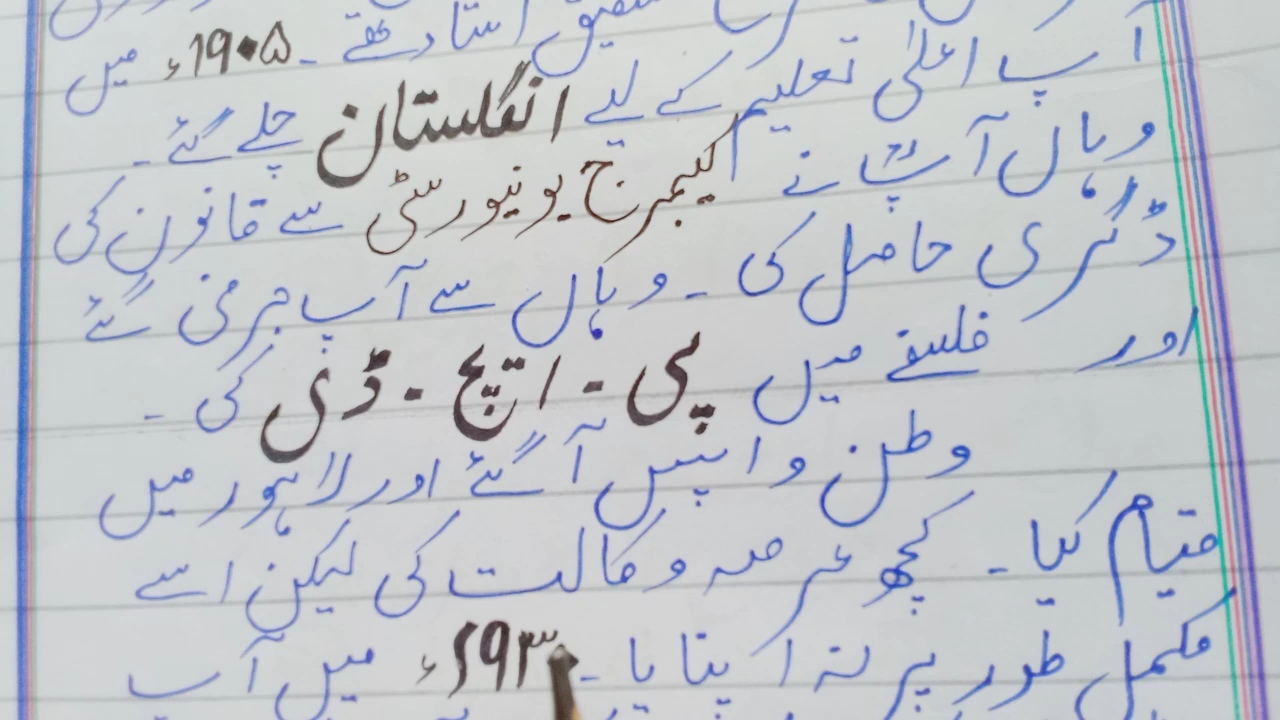 شفیق استاد تھے۔ ۱۹۰۵ء میں
آپ اعلیٰ تعلیم کے لیے انگلستان چلے گئے۔
وہاں آپؒ نے کیمبرج یونیورسٹی سے قانون کی
ڈگری حاصل کی۔ وہاں سے آپ جرمنی گئے
اور فلسفے میں پی۔ ایچ۔ ڈی کی۔
وطن واپس آگئے اور لاہور میں
قیام کیا۔ کچھ عرصہ وکالت کی لیکن اسے
مکمل طور پر نہ اپنایا۔ میں آپ